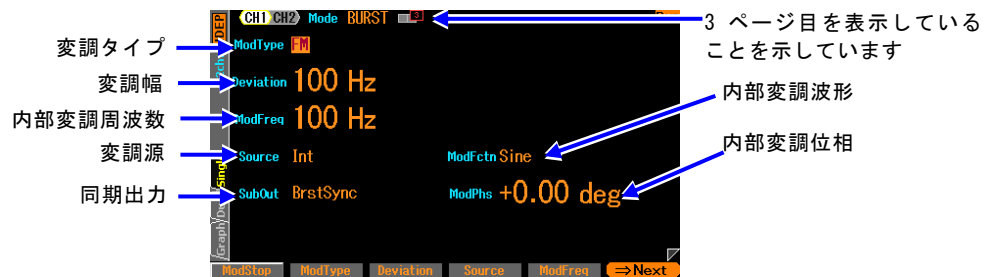 CH1 CH2 Mode BURST 3
3 ページ目を表示している
ことを示しています
変調タイプ
ModType FM
変調幅
Deviation 100 Hz
内部変調波形
内部変調周波数
ModFreq 100 Hz
内部変調位相
変調源
Source Int
ModFctn Sine
同期出力
SubOut BrstSync
ModPhs +0.00 deg
ModStop ModType Deviation Source ModFreq ⇒Next